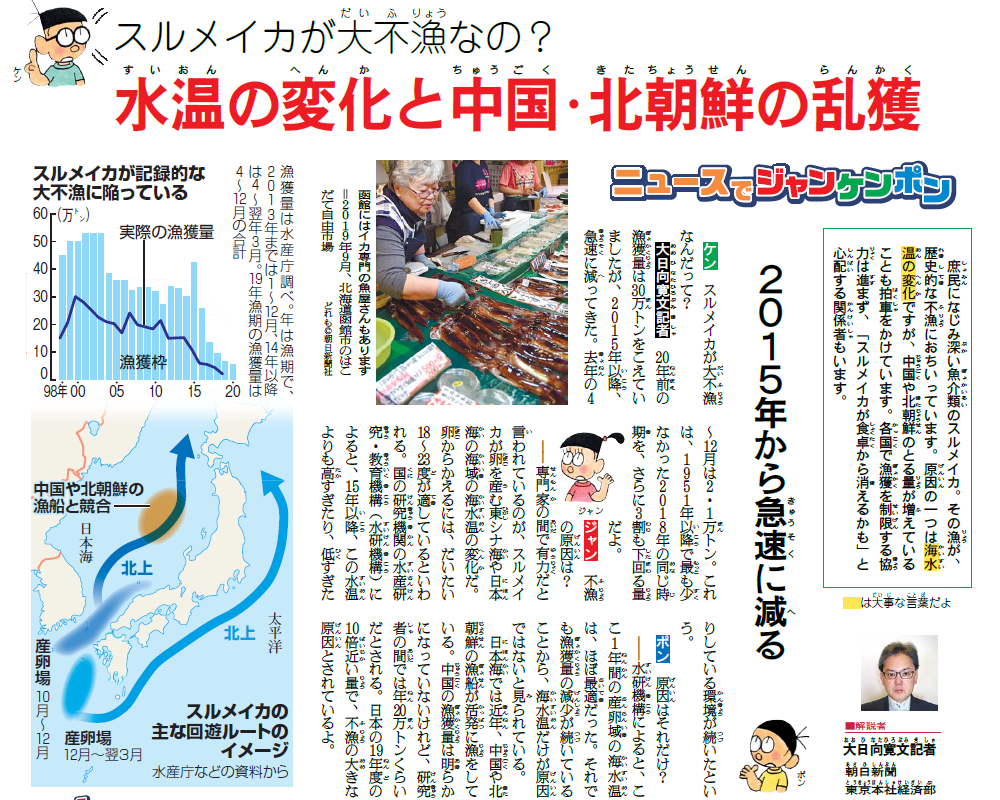 スルメイカが大不漁なの？
水温の変化と中国・北朝鮮の乱獲
ケン
ニュースでジャンケンポン
庶民になじみ深い魚介類のスルメイカ。その漁が、
歴史的な不漁におちいっています。原因の一つは海水
温の変化ですが、中国や北朝鮮のとる量が増えている
ことも拍車をかけています。各国で漁獲を制限する協
力は進まず、「スルメイカが食卓から消えるかも」と
心配する関係者もいます。
は大事な言葉だよ
■解説者
大日向寛文記者
朝日新聞
東京本社経済部
2015年から急速に減る
ケン スルメイカが大不漁
なんだって？
大日向寛文記者 20年前の
漁獲量は30万トンをこえてい
ましたが、2015年以降、
急速に減ってきた。去年の4
～12月は2・1万トン。これ
は、1951年以降で最も少
なかった2018年の同じ時
期を、さらに3割も下回る量
だよ。
ジャン 不漁
の原因は？
ジャン
――専門家の間で有力だと
言われているのが、スルメイ
カが卵を産む東シナ海や日本
海の海域の海水温の変化だ。
卵からかえるには、だいたい
18～23度が適しているといわ
れる。国の研究機関の水産研
究・教育機構（水研機構）に
よると、15年以降、この水温
よりも高すぎたり、低すぎた
りしている環境が続いたとい
う。
ポン 原因はそれだけ？
――水研機構によると、こ
こ1年間の産卵域の海水温
は、ほぼ最適だった。それで
も漁獲量の減少が続いている
ことから、海水温だけが原因
ではないと見られている。
日本海では近年、中国や北
朝鮮の漁船が活発に漁をして
いる。中国の漁獲量は明らか
になっていないけれど、研究
者の間では年20万トンくらい
だとされる。日本の19年度の
10倍近い量で、不漁の大きな
原因とされているよ。
ポン
函館にはイカ専門の魚屋さんもあります
＝2019年9月、北海道函館市のはこ
だて自由市場
どれも©朝日新聞社
スルメイカが記録的な
大不漁に陥っている
60(万トン)
50
40
30
20
10
0
98年 00 05 10 15 20
実際の漁獲量
漁獲枠
漁獲量は水産庁調べ。年は漁期で、
2013年までは1～12月、14年以降
は4～翌年3月。19年漁期の漁獲量は
4～12月の合計
中国や北朝鮮の
漁船と競合
日本海
北上
北上
太平洋
産卵場
10月～12月
産卵場
12月～翌3月
スルメイカの
主な回遊ルートの
イメージ
水産庁などの資料から